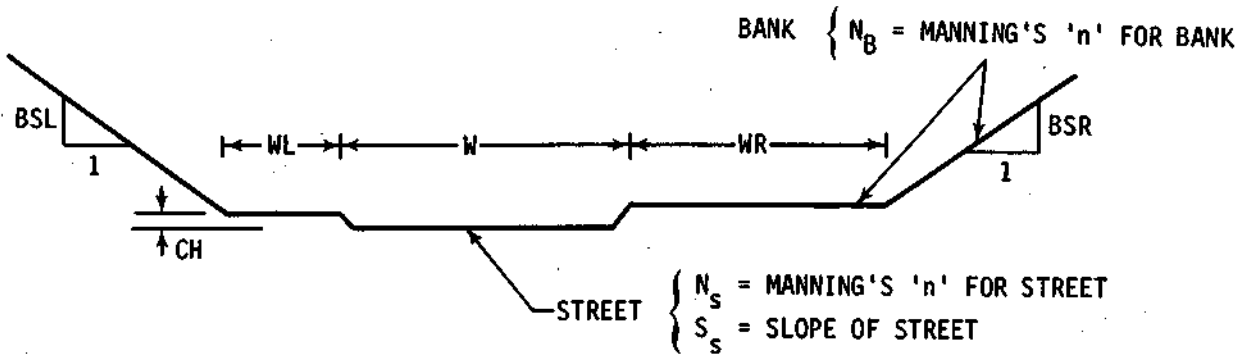 BANK { N_B = MANNING'S 'n' FOR BANK
BSL
1
WL
W
WR
BSR
1
CH
STREET { N_s = MANNING'S 'n' FOR STREET
S_s = SLOPE OF STREET